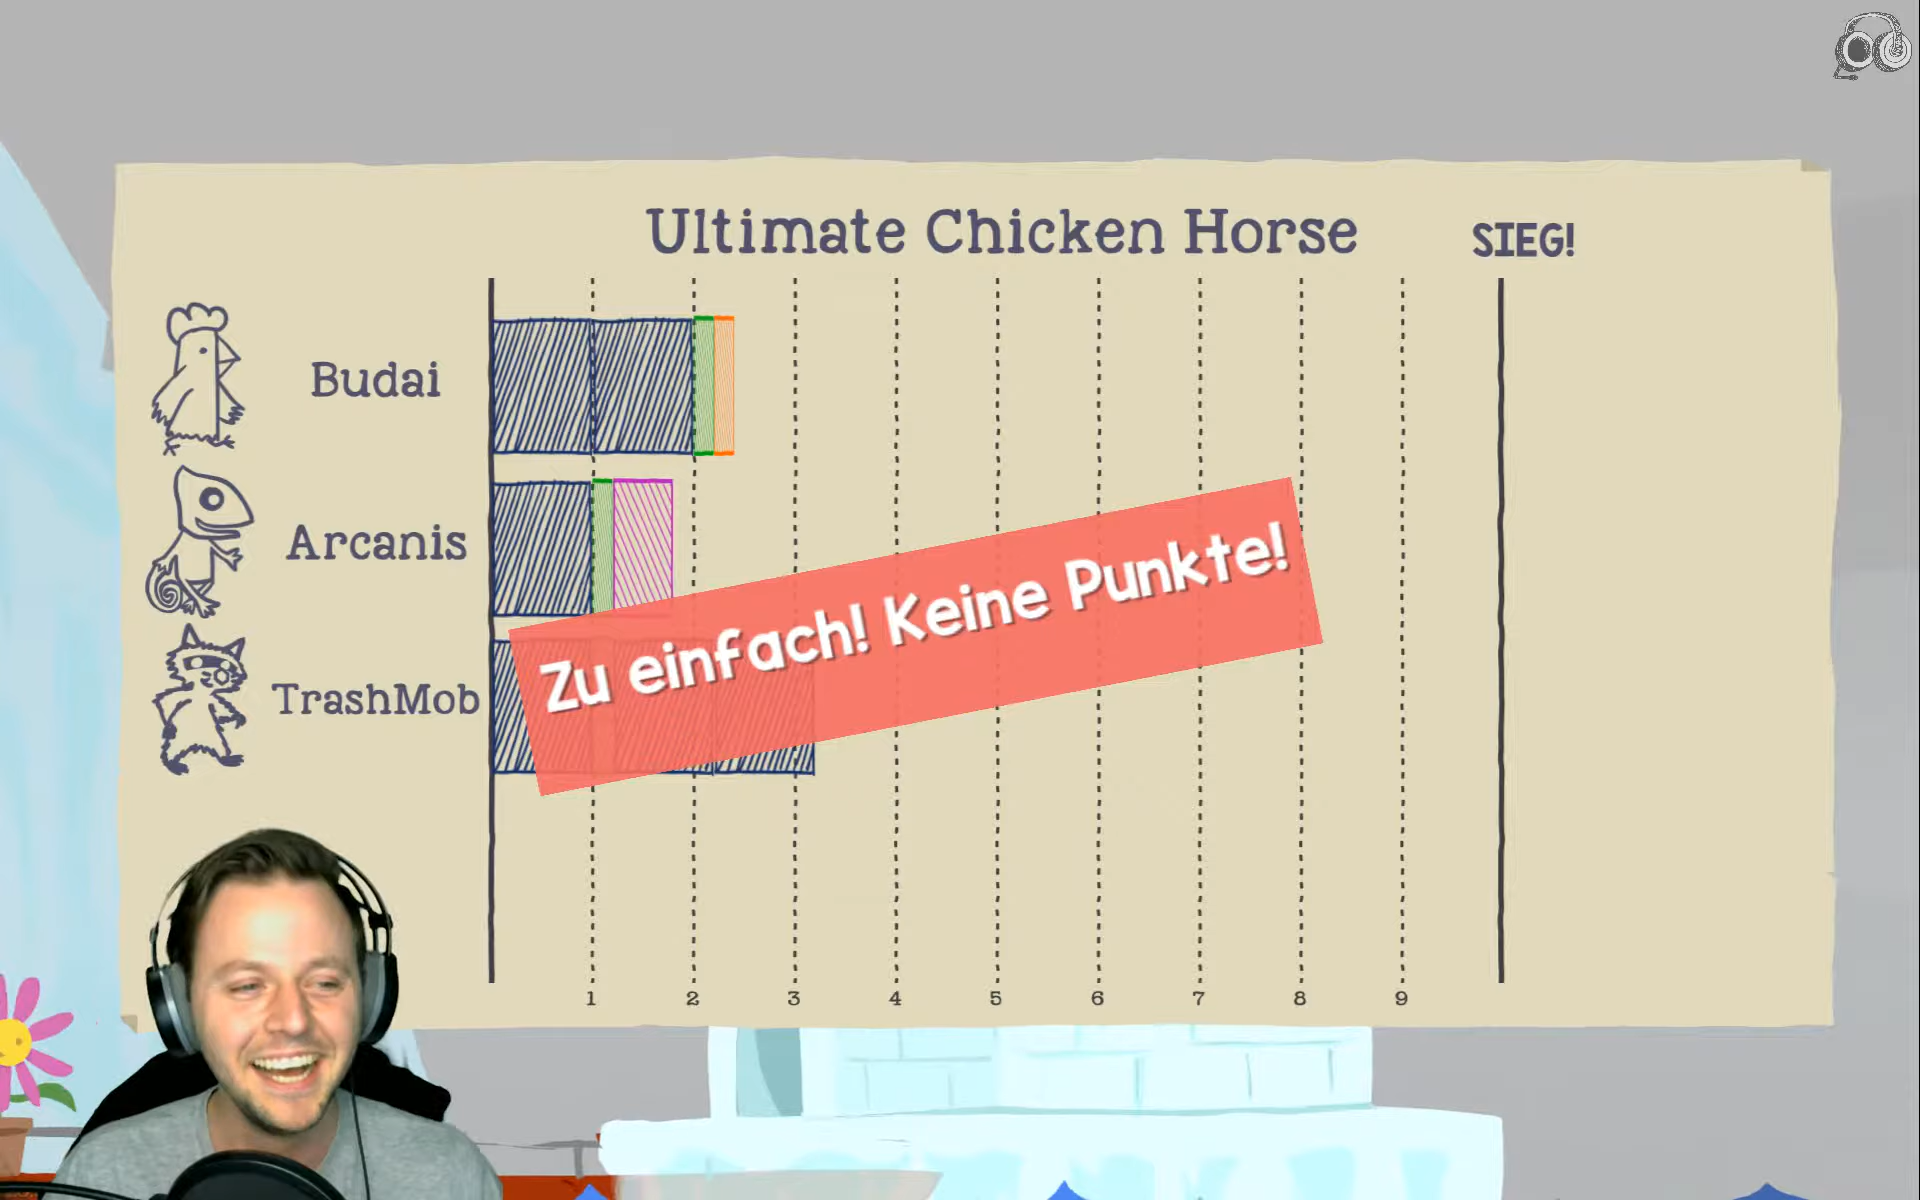 Ultimate Chicken Horse
SIEG!
Budai
Arcanis
Zu einfach! Keine Punkte!
TrashMob
1 2 3 4 5 6 7 8 9